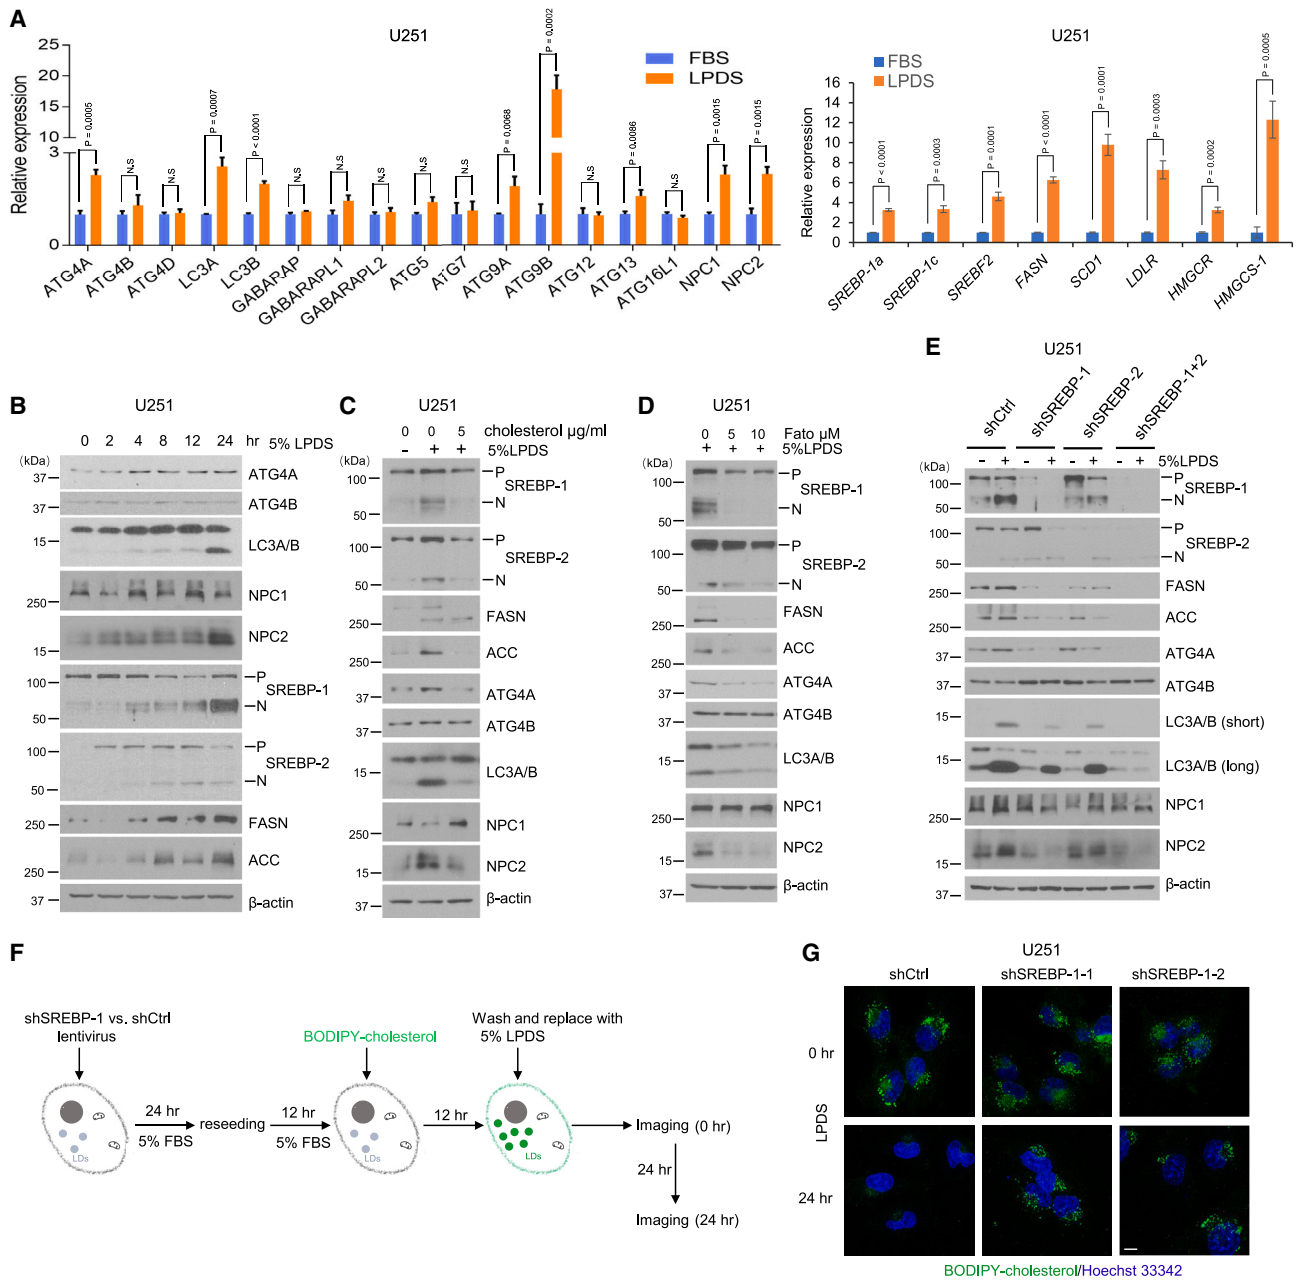 A
U251
Relative expression
25
20
15
10
3
0
FBS
LPDS
P = 0.0005
N.S
N.S
P = 0.0007
P < 0.0001
N.S
N.S
N.S
N.S
N.S
P = 0.0068
P = 0.0002
N.S
P = 0.0086
N.S
P = 0.0015
P = 0.0015
ATG4A
ATG4B
ATG4D
LC3A
LC3B
GABARAP
GABARAPL1
GABARAPL2
ATG5
ATG7
ATG9A
ATG9B
ATG12
ATG13
ATG16L1
NPC1
NPC2
U251
Relative expression
16
14
12
10
8
6
4
2
0
FBS
LPDS
P < 0.0001
P = 0.0003
P = 0.0001
P < 0.0001
P = 0.0001
P = 0.0003
P = 0.0002
P = 0.0005
SREBP-1a
SREBP-1c
SREBF2
FASN
SCD1
LDLR
HMGCR
HMGCS-1
B
U251
0 2 4 8 12 24 hr 5% LPDS
(kDa)
37 ATG4A
37 ATG4B
15 LC3A/B
250 NPC1
15 NPC2
100 P
SREBP-1
50 N
100 P
SREBP-2
50 N
250 FASN
250 ACC
37 β-actin
C
U251
0 0 5 cholesterol µg/ml
- + + 5%LPDS
(kDa)
100 P
SREBP-1
50 N
100 P
SREBP-2
50 N
250 FASN
250 ACC
37 ATG4A
37 ATG4B
15 LC3A/B
250 NPC1
15 NPC2
37 β-actin
D
U251
0 5 10 Fato µM
+ + + 5%LPDS
(kDa)
100 P
SREBP-1
50 N
100 P
SREBP-2
50 N
250 FASN
250 ACC
37 ATG4A
37 ATG4B
15 LC3A/B
250 NPC1
15 NPC2
37 β-actin
E
U251
shCtrl
shSREBP-1
shSREBP-2
shSREBP-1+2
- + - + - + - + 5%LPDS
(kDa)
100 P
SREBP-1
50 N
100 P
SREBP-2
50 N
250 FASN
250 ACC
37 ATG4A
37 ATG4B
15 LC3A/B (short)
15 LC3A/B (long)
250 NPC1
15 NPC2
37 β-actin
F
shSREBP-1 vs. shCtrl
lentivirus
LDs
24 hr
5% FBS
reseeding
12 hr
5% FBS
BODIPY-cholesterol
LDs
12 hr
Wash and replace with
5% LPDS
LDs
Imaging (0 hr)
24 hr
Imaging (24 hr)
G
U251
shCtrl shSREBP-1-1 shSREBP-1-2
0 hr
LPDS
24 hr
BODIPY-cholesterol/Hoechst 33342